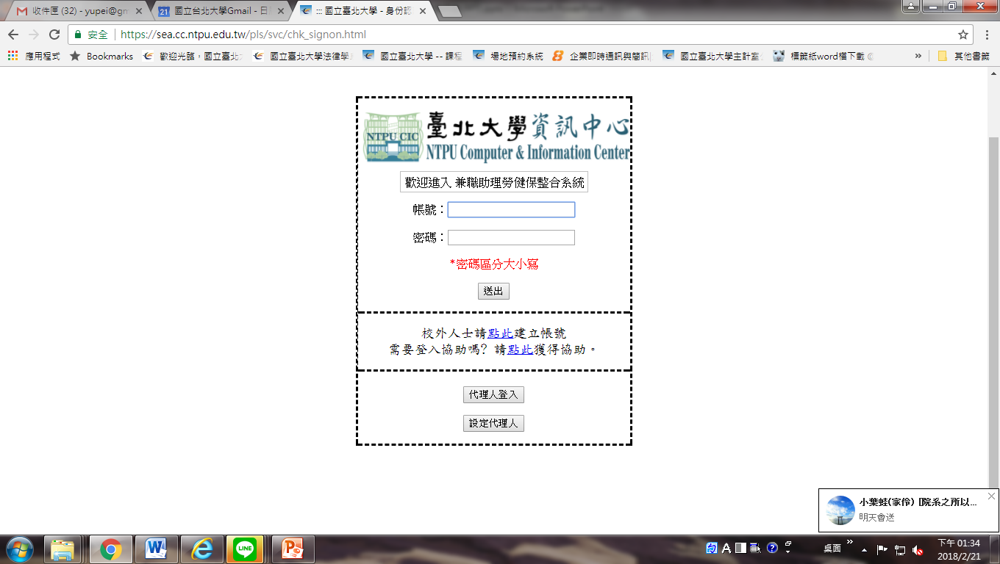 收件匣 (32) - yupei@gm
21 國立台北大學Gmail - 日
::: 國立臺北大學 - 身份認
安全 https://sea.cc.ntpu.edu.tw/pls/svc/chk_signon.html
應用程式 Bookmarks 歡迎光臨，國立臺北 國立臺北大學法律學 國立臺北大學 -- 課程 場地預約系統 企業即時通訊與簡訊 國立臺北大學主計室 標籤紙word檔下載 @ » 其他書籤
NTPU CIC
臺北大學資訊中心
NTPU Computer & Information Center
歡迎進入 兼職助理勞健保整合系統
帳號：
密碼：
*密碼區分大小寫
送出
校外人士請點此建立帳號
需要登入協助嗎? 請點此獲得協助。
代理人登入
設定代理人
小葉蛙(家伶) [院系之所以...
明天會送
LINE
A
桌面 »
下午 01:34
2018/2/21